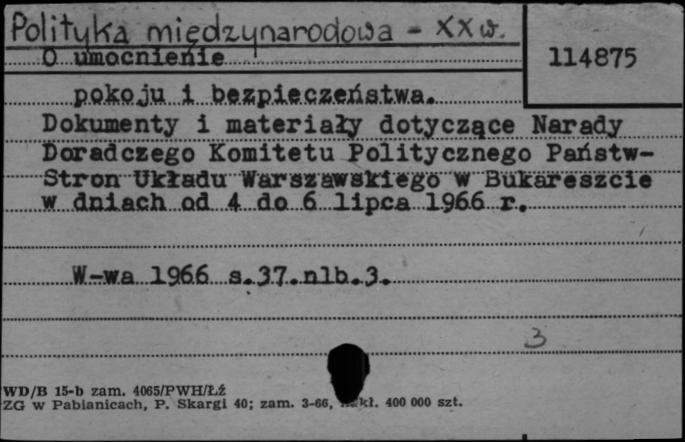 Polityka międzynarodowa - XX w.
114875
O umocnienie
pokoju i bezpieczeństwa.
Dokumenty i materiały dotyczące Narady
Doradczego Komitetu Politycznego Państw-
Stron Układu Warszawskiego w Bukareszcie
w dniach od 4 do 6 lipca 1966 r.
W-wa 1966 s.37.nlb.3.
3
WD/B 15-b zam. 4065/PWH/Łź
ZG w Pabianicach, P. Skargi 40; zam. 3-66, nakł. 400 000 szt.